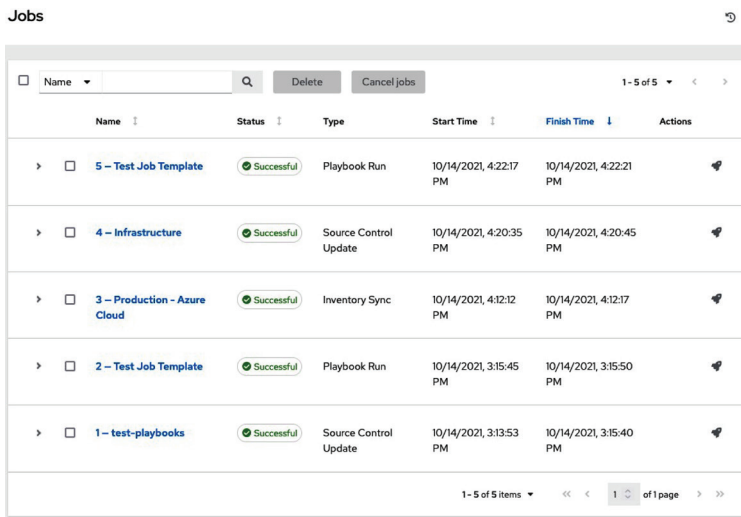 Jobs
Name
Delete
Cancel jobs
1 - 5 of 5
Name
Status
Type
Start Time
Finish Time
Actions
5 – Test Job Template
Successful
Playbook Run
10/14/2021, 4:22:17
PM
10/14/2021, 4:22:21
PM
4 – Infrastructure
Successful
Source Control
Update
10/14/2021, 4:20:35
PM
10/14/2021, 4:20:45
PM
3 – Production - Azure
Cloud
Successful
Inventory Sync
10/14/2021, 4:12:12
PM
10/14/2021, 4:12:17
PM
2 – Test Job Template
Successful
Playbook Run
10/14/2021, 3:15:45
PM
10/14/2021, 3:15:50
PM
1 – test-playbooks
Successful
Source Control
Update
10/14/2021, 3:13:53
PM
10/14/2021, 3:15:40
PM
1 - 5 of 5 items
1
of 1 page